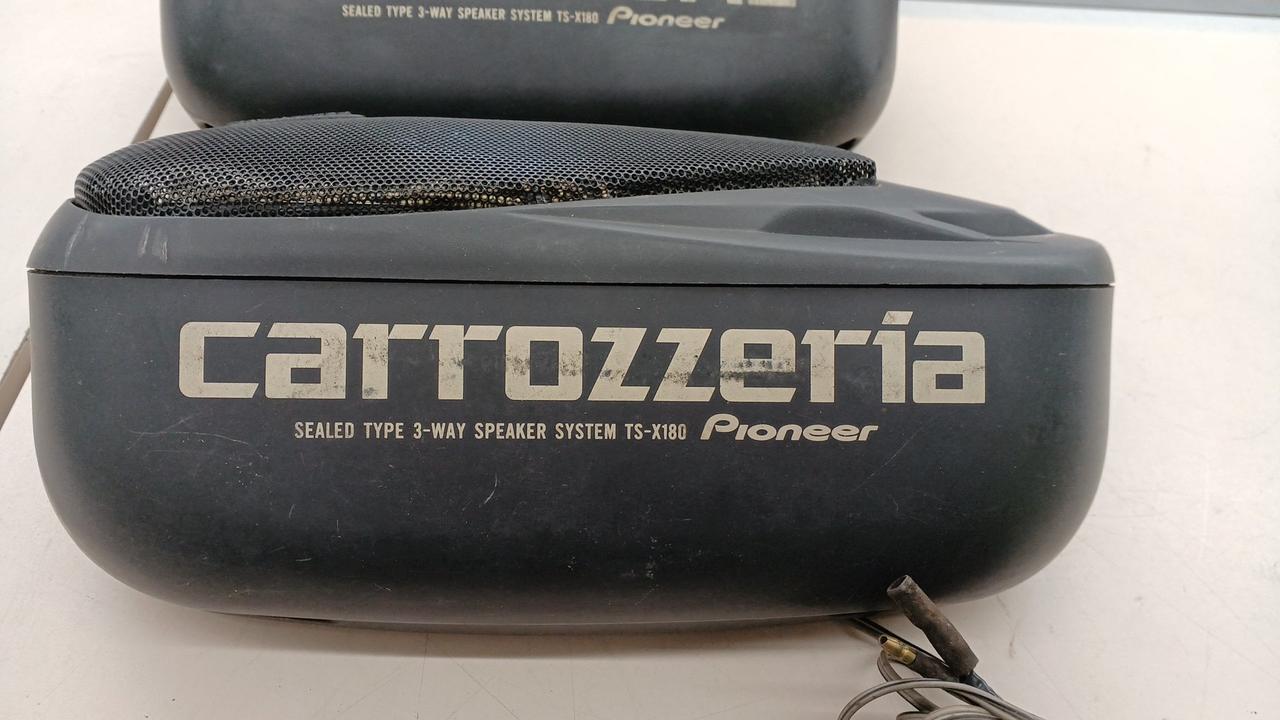 SEALED TYPE 3-WAY SPEAKER SYSTEM TS-X180 Pioneer
carrozzeria
SEALED TYPE 3-WAY SPEAKER SYSTEM TS-X180 Pioneer